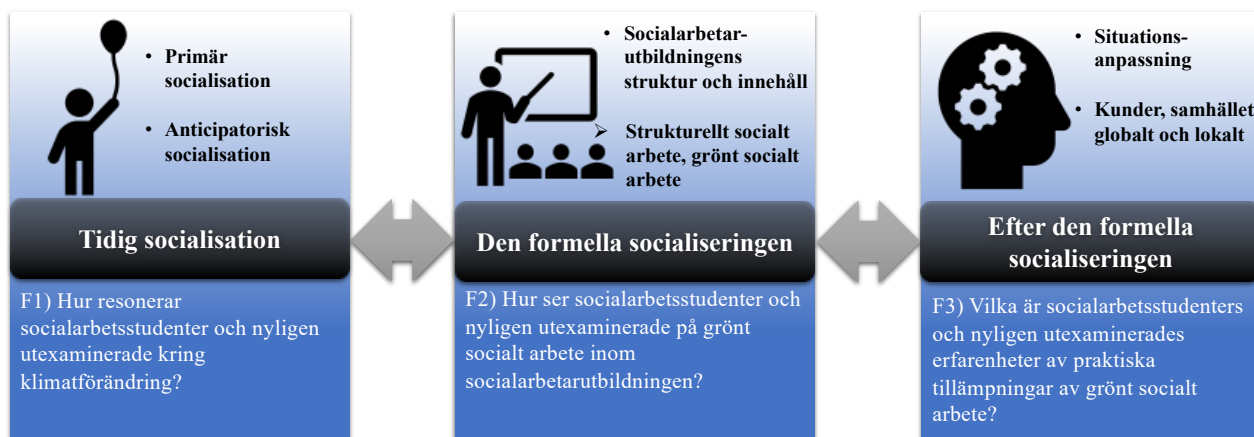 • Primär
socialisation
• Anticipatorisk
socialisation
Tidig socialisation
F1) Hur resonerar
socialarbetsstudenter och nyligen
utexaminerade kring
klimatförändring?
• Socialarbetar-
utbildningens
struktur och innehåll
➢ Strukturellt socialt
arbete, grönt socialt
arbete
Den formella socialiseringen
F2) Hur ser socialarbetsstudenter och
nyligen utexaminerade på grönt
socialt arbete inom
socialarbetarutbildningen?
• Situations-
anpassning
• Kunder, samhället
globalt och lokalt
Efter den formella
socialiseringen
F3) Vilka är socialarbetsstudenters
och nyligen utexaminerades
erfarenheter av praktiska
tillämpningar av grönt socialt
arbete?